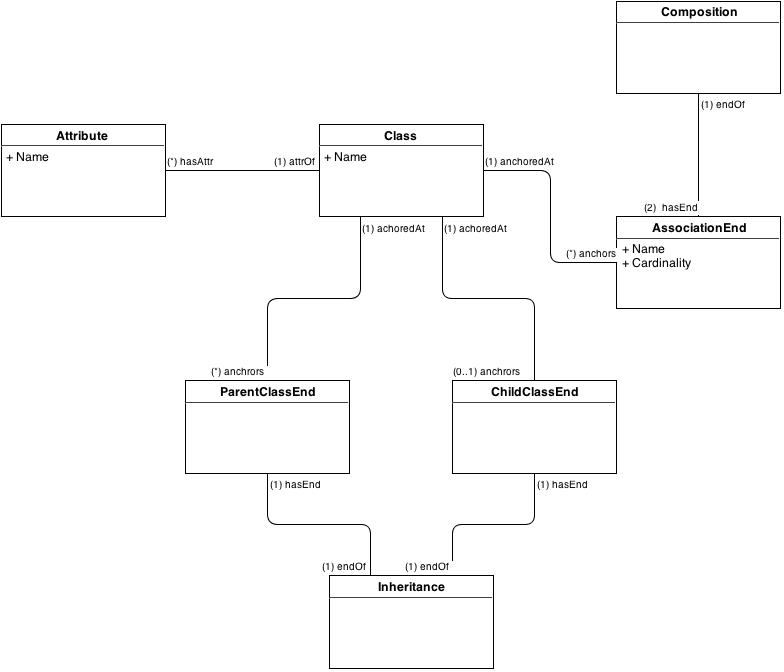 Composition
(1) endOf
Attribute
+ Name
(*) hasAttr
(1) attrOf
Class
+ Name
(1) anchoredAt
(2) hasEnd
AssociationEnd
+ Name
+ Cardinality
(*) anchors
(1) achoredAt
(1) achoredAt
(*) anchrors
(0..1) anchrors
ParentClassEnd
ChildClassEnd
(1) hasEnd
(1) hasEnd
(1) endOf
(1) endOf
Inheritance